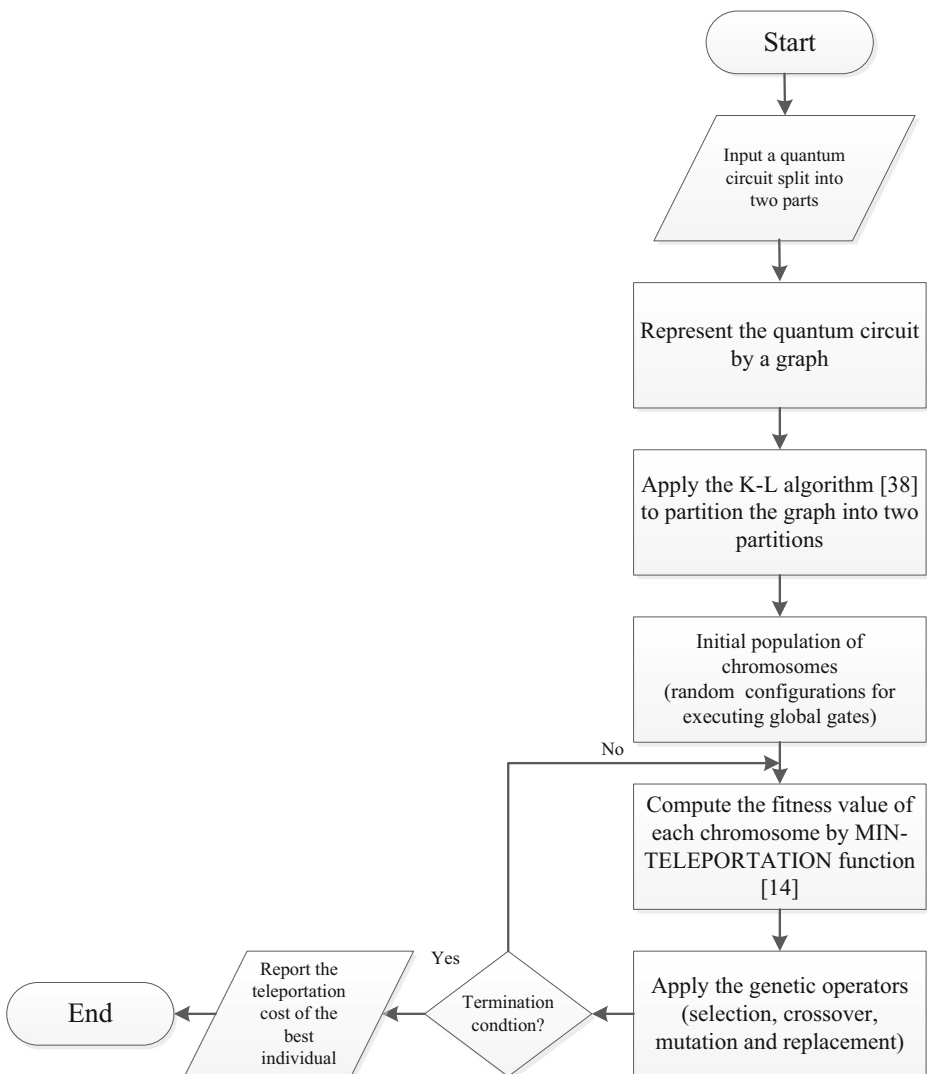 Start
Input a quantum
circuit split into
two parts
Represent the quantum circuit
by a graph
Apply the K-L algorithm [38]
to partition the graph into two
partitions
Initial population of
chromosomes
(random configurations for
executing global gates)
No
Compute the fitness value of
each chromosome by MIN-
TELEPORTATION function
[14]
Apply the genetic operators
(selection, crossover,
mutation and replacement)
Termination
condtion?
Yes
Report the
teleportation
cost of the
best
individual
End